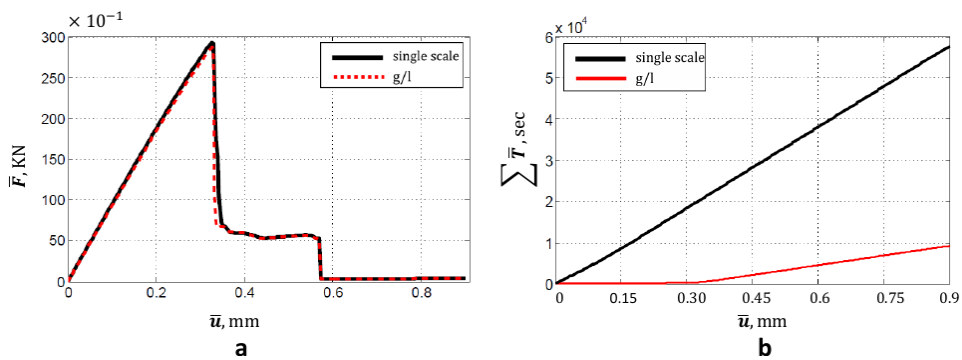 × 10⁻¹
300
250
200
150
100
50
0
0
0.2
0.4
0.6
0.8
F̅, KN
u̅, mm
single scale
g/l
a
× 10⁴
6
5
4
3
2
1
0
0
0.15
0.30
0.45
0.6
0.75
0.9
∑ T̅, sec
u̅, mm
single scale
g/l
b